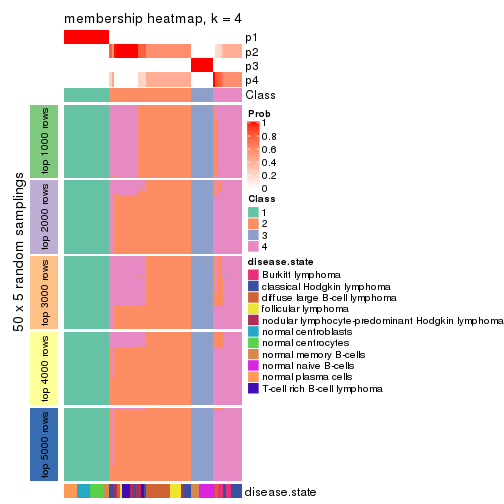 membership heatmap, k = 4
p1
p2
p3
p4
Class
50 x 5 random samplings
top 1000 rows
top 2000 rows
top 3000 rows
top 4000 rows
top 5000 rows
Prob
1
0.8
0.6
0.4
0.2
0
Class
1
2
3
4
disease.state
Burkitt lymphoma
classical Hodgkin lymphoma
diffuse large B-cell lymphoma
follicular lymphoma
nodular lymphocyte-predominant Hodgkin lymphoma
normal centroblasts
normal centrocytes
normal memory B-cells
normal naive B-cells
normal plasma cells
T-cell rich B-cell lymphoma
disease.state